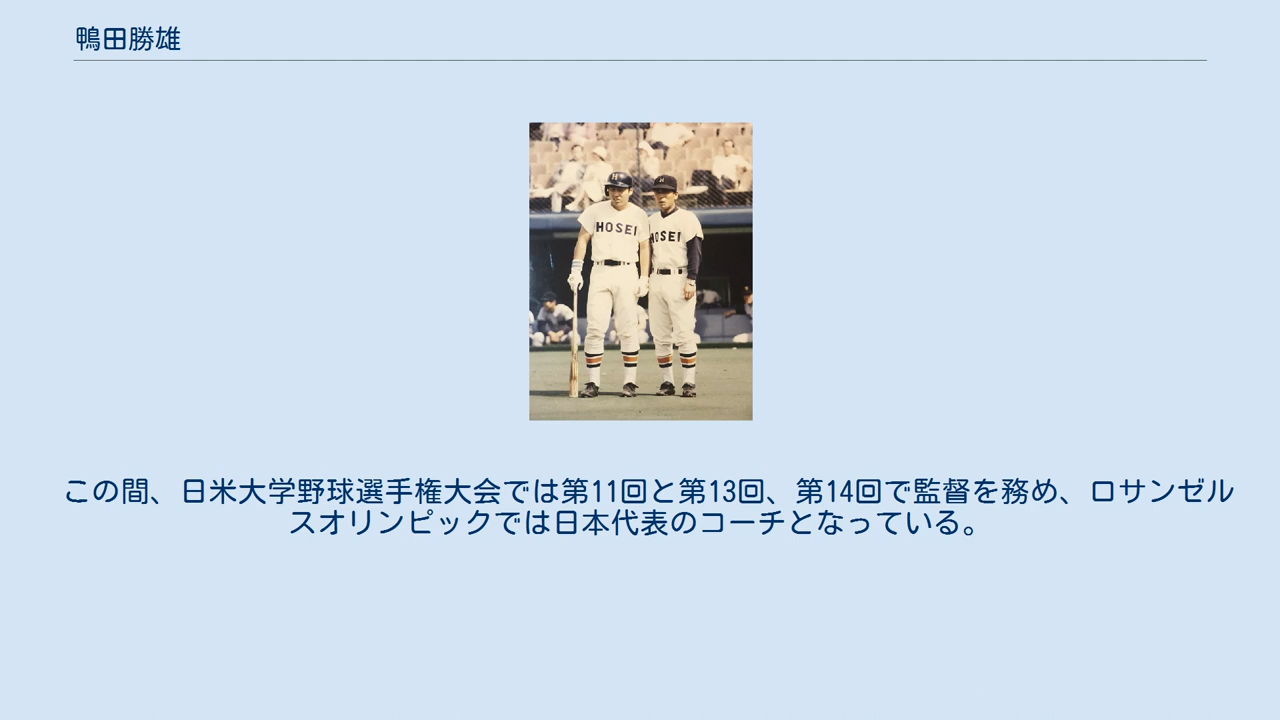 鴨田勝雄
H
H
HOSEI
HOSEI
この間、日米大学野球選手権大会では第11回と第13回、第14回で監督を務め、ロサンゼル
スオリンピックでは日本代表のコーチとなっている。